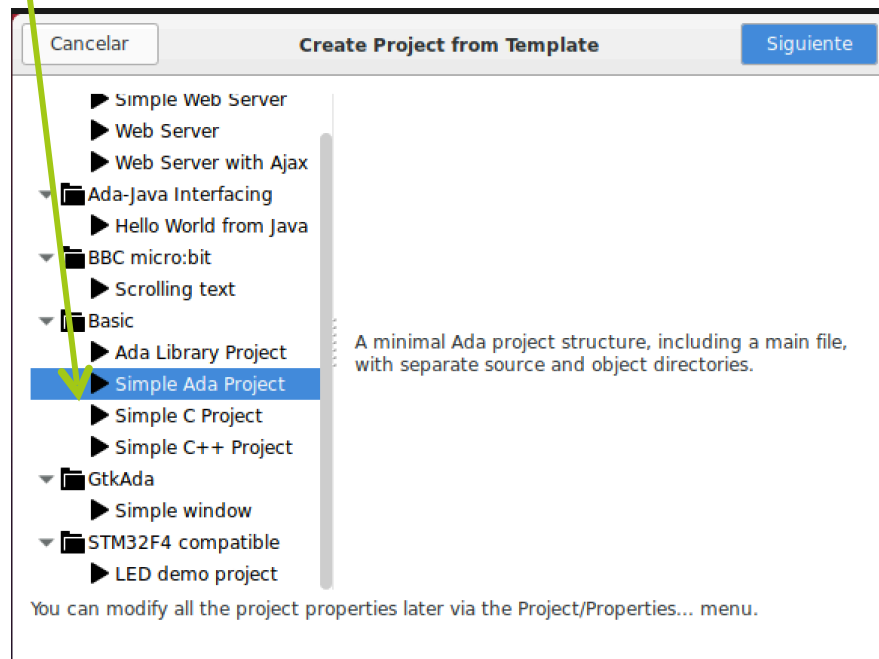 Cancelar
Create Project from Template
Siguiente
Simple Web Server
Web Server
Web Server with Ajax
Ada-Java Interfacing
Hello World from Java
BBC micro:bit
Scrolling text
Basic
Ada Library Project
Simple Ada Project
Simple C Project
Simple C++ Project
GtkAda
Simple window
STM32F4 compatible
LED demo project
A minimal Ada project structure, including a main file,
with separate source and object directories.
You can modify all the project properties later via the Project/Properties... menu.